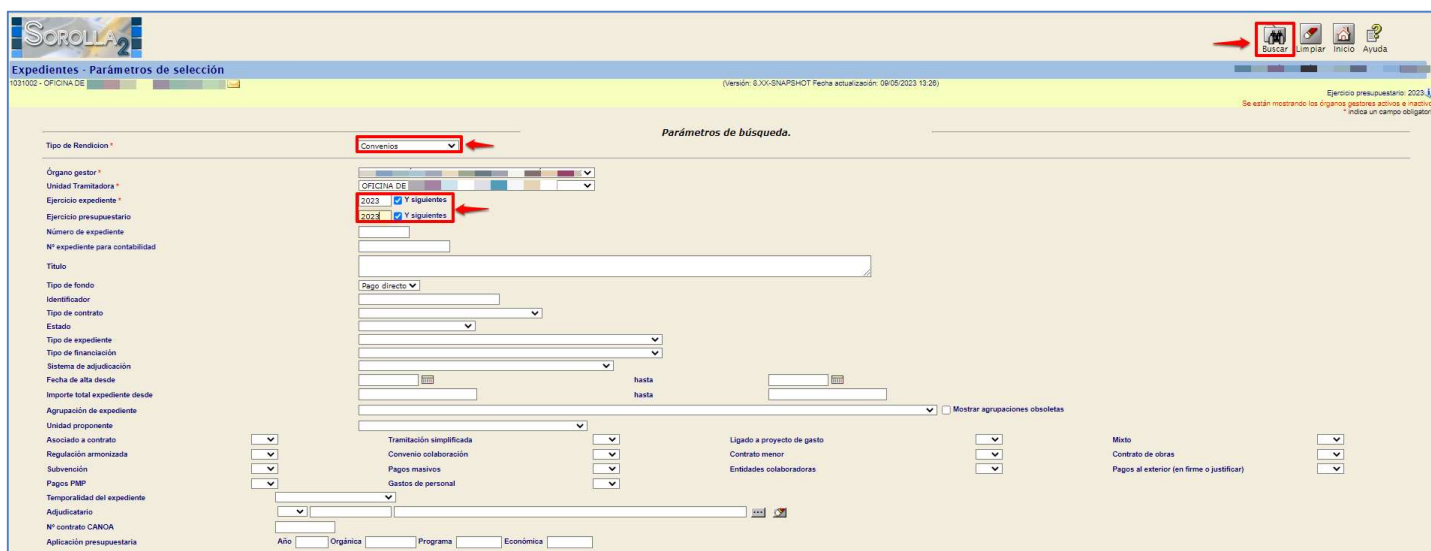 SOROLLA2
Buscar Limpiar Inicio Ayuda
Expedientes - Parámetros de selección
1031002 - OFICINA DE
(Versión: 8.XX-SNAPSHOT Fecha actualización: 09/05/2023 13:26)
Ejercicio presupuestario: 2023
Se están mostrando los órganos gestores activos e inactivo
* indica un campo obligator
Parámetros de búsqueda.
Tipo de Rendicion * Convenios
Órgano gestor *
Unidad Tramitadora * OFICINA DE
Ejercicio expediente * 2023 Y siguientes
Ejercicio presupuestario 2023 Y siguientes
Número de expediente
Nº expediente para contabilidad
Título
Tipo de fondo Pago directo
Identificador
Tipo de contrato
Estado
Tipo de expediente
Tipo de financiación
Sistema de adjudicación
Fecha de alta desde hasta
Importe total expediente desde hasta
Agrupación de expediente Mostrar agrupaciones obsoletas
Unidad proponente
Asociado a contrato Tramitación simplificada Ligado a proyecto de gasto Mixto
Regulación armonizada Convenio colaboración Contrato menor Contrato de obras
Subvención Pagos masivos Entidades colaboradoras Pagos al exterior (en firme o justificar)
Pagos PMP Gastos de personal
Temporalidad del expediente
Adjudicatario
Nº contrato CANOA
Aplicación presupuestaria Año Orgánica Programa Económica